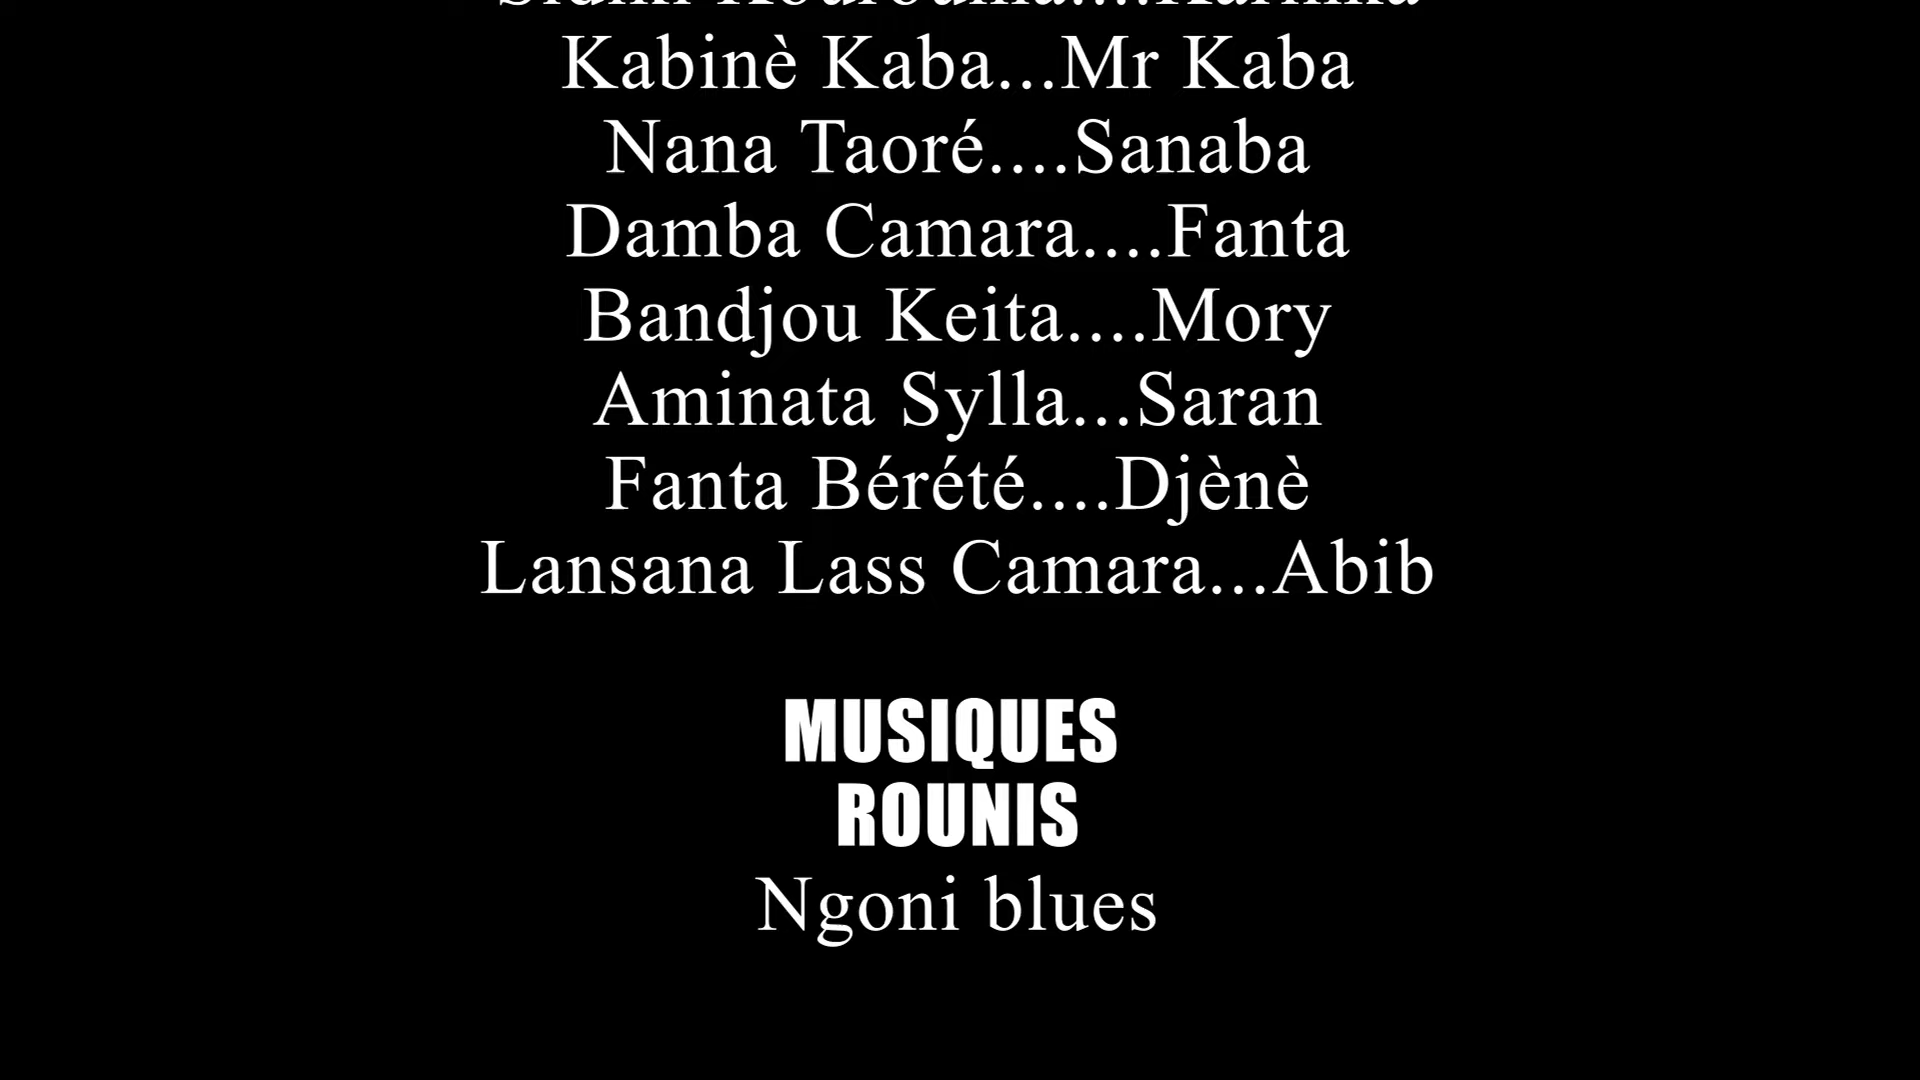 Kabinè Kaba...Mr Kaba
Nana Taoré....Sanaba
Damba Camara....Fanta
Bandjou Keita....Mory
Aminata Sylla...Saran
Fanta Bérété....Djènè
Lansana Lass Camara...Abib
MUSIQUES
ROUNIS
Ngoni blues